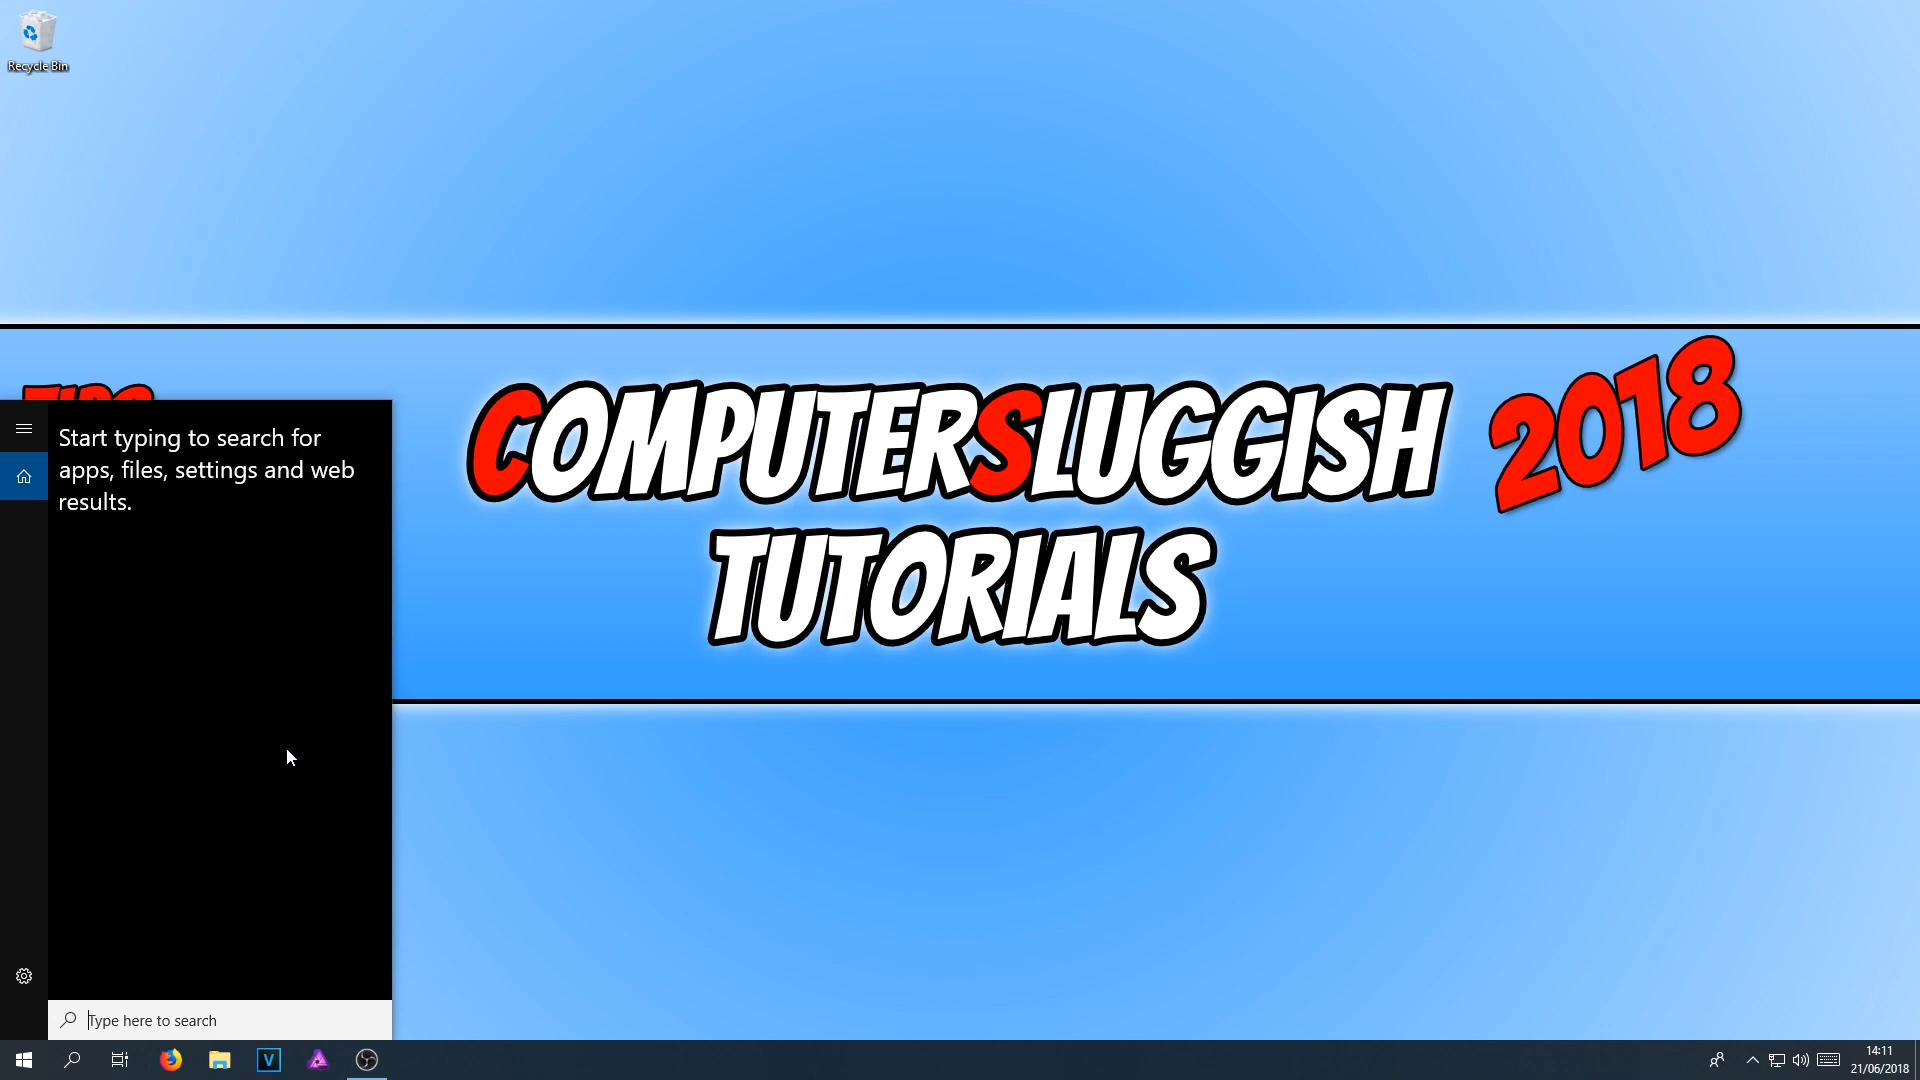 Recycle Bin
COMPUTERSLUGGISH 2018
TUTORIALS
Start typing to search for
apps, files, settings and web
results.
Type here to search
V
14:11
21/06/2018